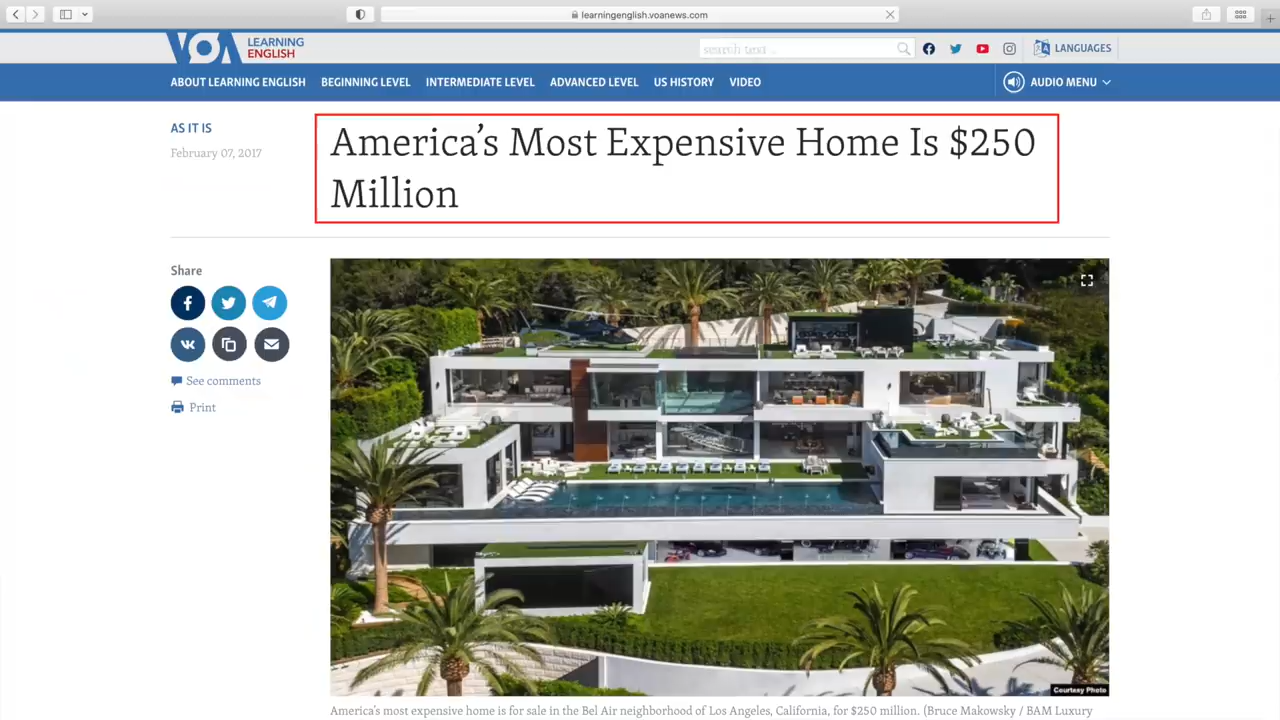 learningenglish.voanews.com
VOA LEARNING
ENGLISH
search text ...
LANGUAGES
ABOUT LEARNING ENGLISH
BEGINNING LEVEL
INTERMEDIATE LEVEL
ADVANCED LEVEL
US HISTORY
VIDEO
AUDIO MENU
AS IT IS
February 07, 2017
America's Most Expensive Home Is $250
Million
Share
See comments
Print
Courtesy Photo
America's most expensive home is for sale in the Bel Air neighborhood of Los Angeles, California, for $250 million. (Bruce Makowsky / BAM Luxury